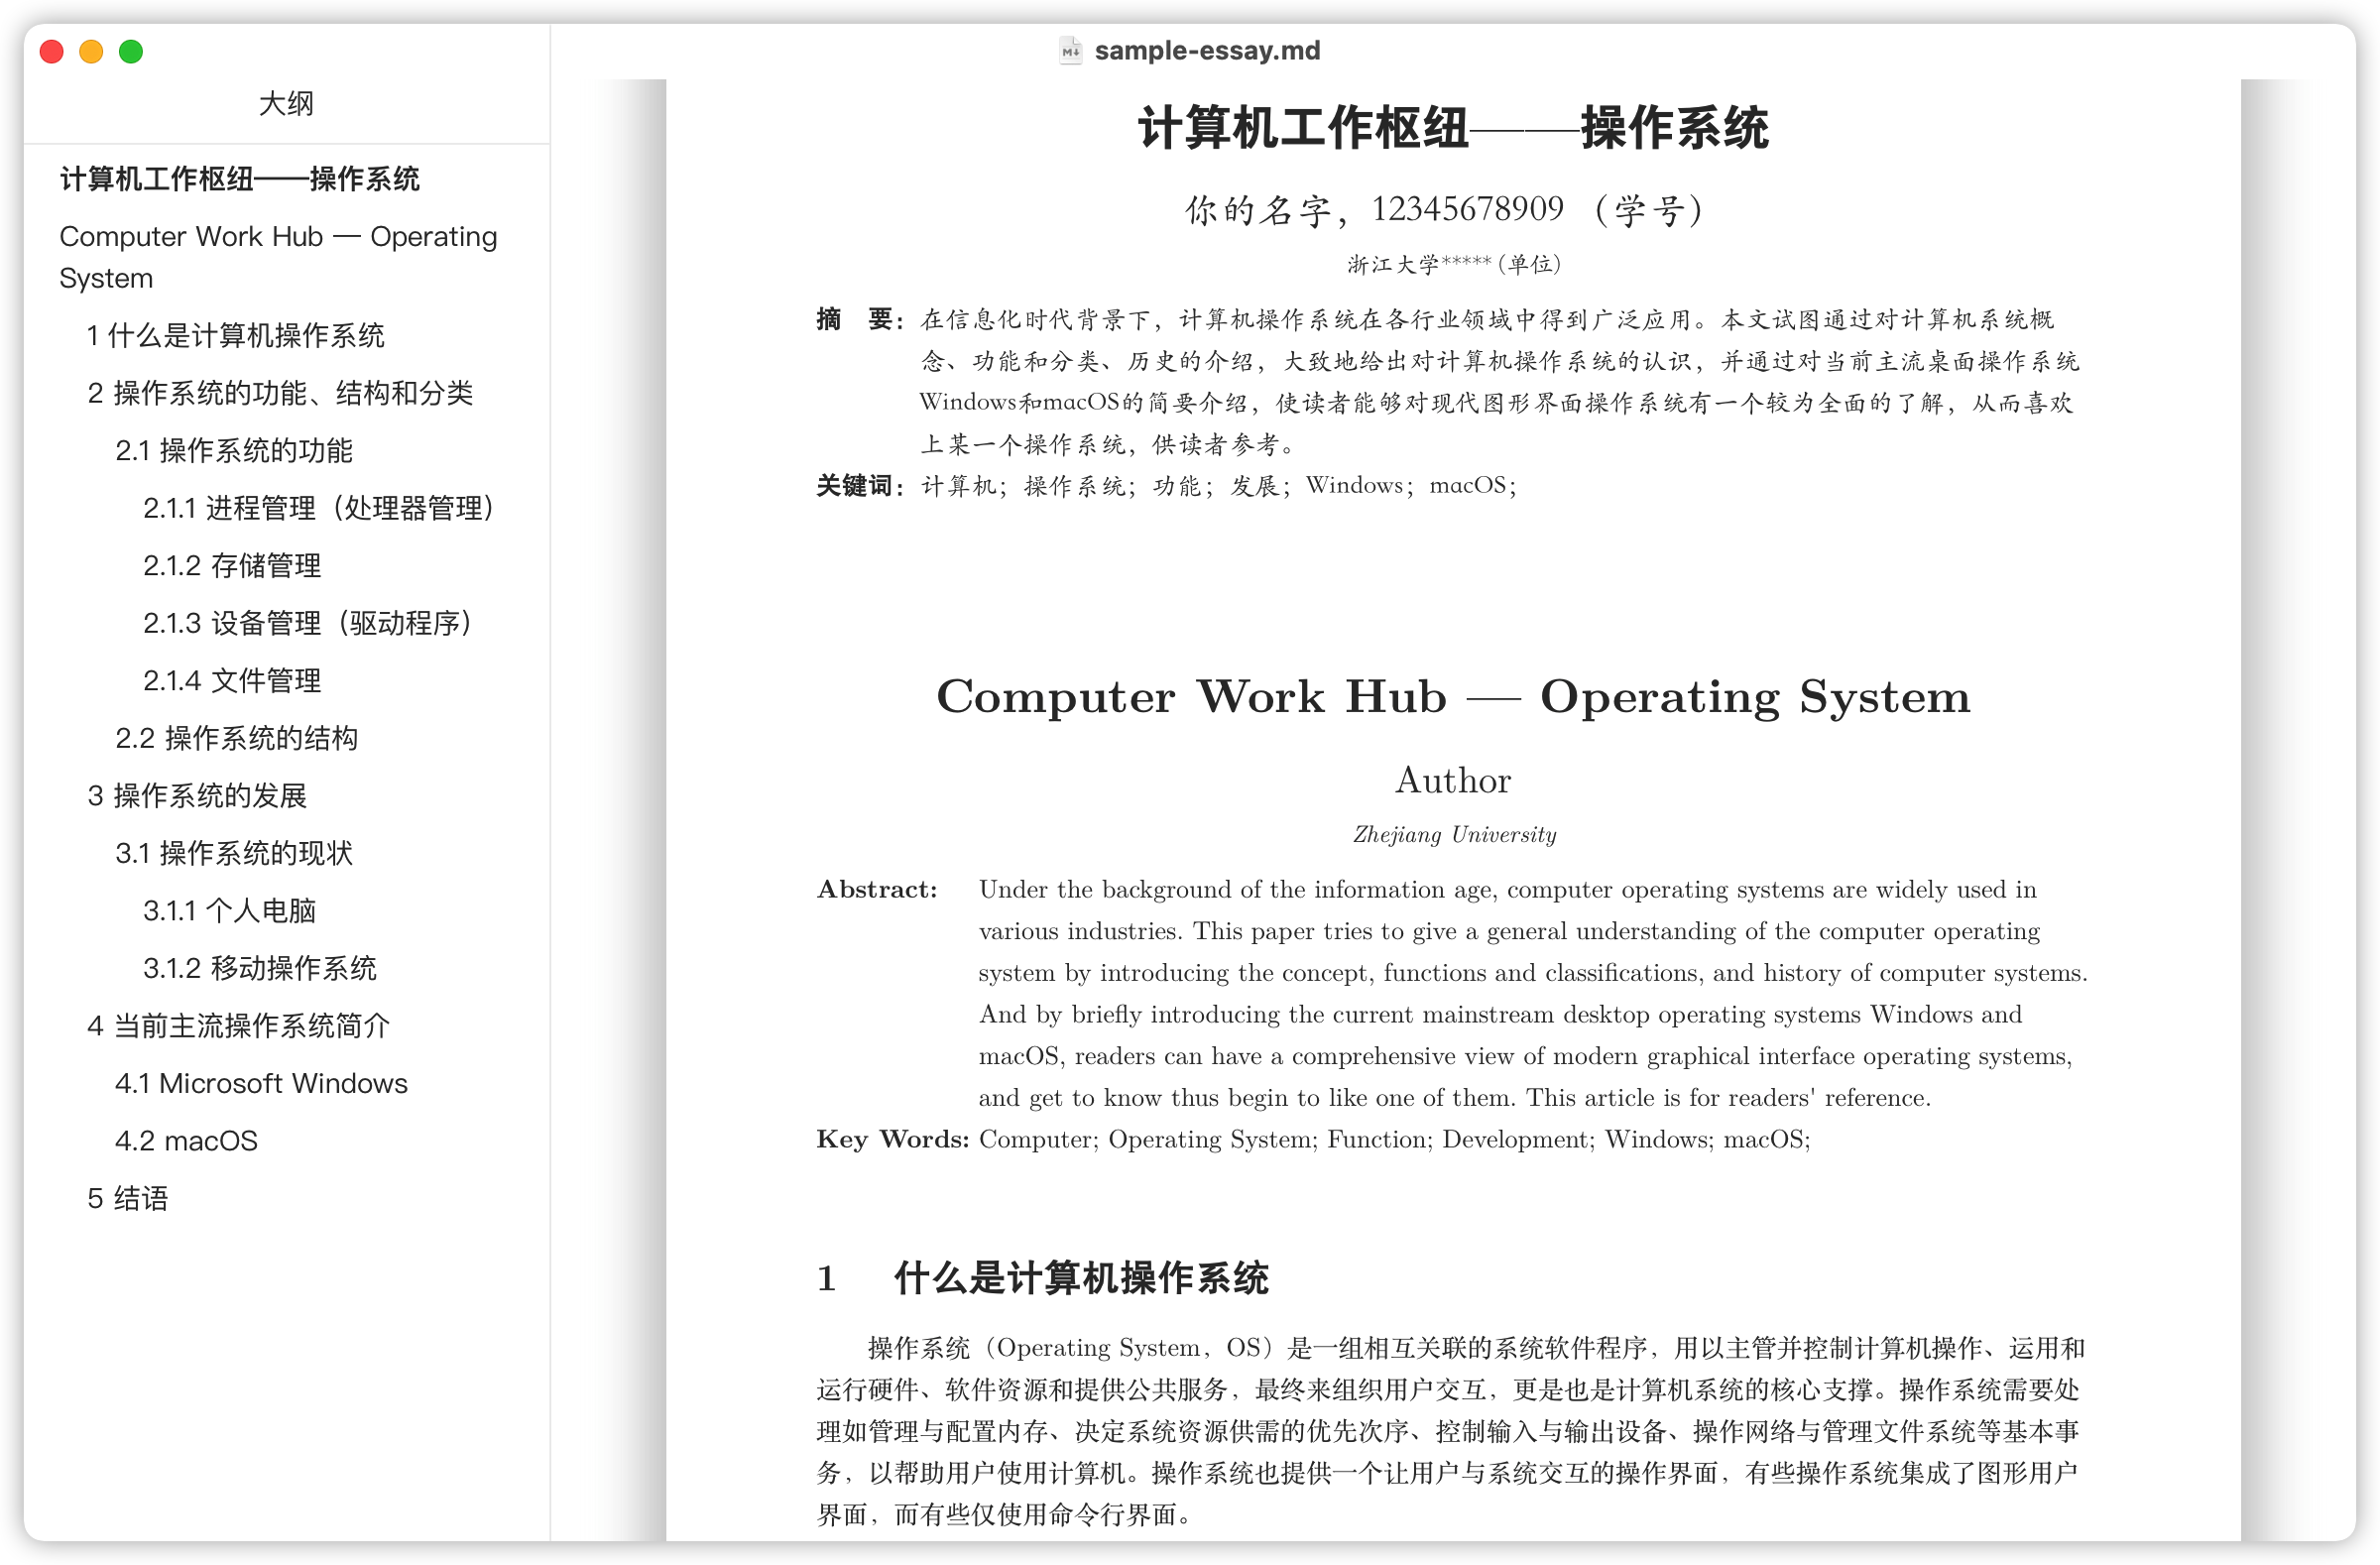 sample-essay.md
大纲
计算机工作枢纽——操作系统
Computer Work Hub — Operating
System
1 什么是计算机操作系统
2 操作系统的功能、结构和分类
2.1 操作系统的功能
2.1.1 进程管理（处理器管理）
2.1.2 存储管理
2.1.3 设备管理（驱动程序）
2.1.4 文件管理
2.2 操作系统的结构
3 操作系统的发展
3.1 操作系统的现状
3.1.1 个人电脑
3.1.2 移动操作系统
4 当前主流操作系统简介
4.1 Microsoft Windows
4.2 macOS
5 结语
计算机工作枢纽——操作系统
你的名字，12345678909 （学号）
浙江大学*****（单位）
摘 要：在信息化时代背景下，计算机操作系统在各行业领域中得到广泛应用。本文试图通过对计算机系统概
念、功能和分类、历史的介绍，大致地给出对计算机操作系统的认识，并通过对当前主流桌面操作系统
Windows和macOS的简要介绍，使读者能够对现代图形界面操作系统有一个较为全面的了解，从而喜欢
上某一个操作系统，供读者参考。
关键词：计算机；操作系统；功能；发展；Windows；macOS；
Computer Work Hub — Operating System
Author
Zhejiang University
Abstract: Under the background of the information age, computer operating systems are widely used in
various industries. This paper tries to give a general understanding of the computer operating
system by introducing the concept, functions and classifications, and history of computer systems.
And by briefly introducing the current mainstream desktop operating systems Windows and
macOS, readers can have a comprehensive view of modern graphical interface operating systems,
and get to know thus begin to like one of them. This article is for readers' reference.
Key Words: Computer; Operating System; Function; Development; Windows; macOS;
1 什么是计算机操作系统
操作系统（Operating System，OS）是一组相互关联的系统软件程序，用以主管并控制计算机操作、运用和
运行硬件、软件资源和提供公共服务，最终来组织用户交互，更是也是计算机系统的核心支撑。操作系统需要处
理如管理与配置内存、决定系统资源供需的优先次序、控制输入与输出设备、操作网络与管理文件系统等基本事
务，以帮助用户使用计算机。操作系统也提供一个让用户与系统交互的操作界面，有些操作系统集成了图形用户
界面，而有些仅使用命令行界面。